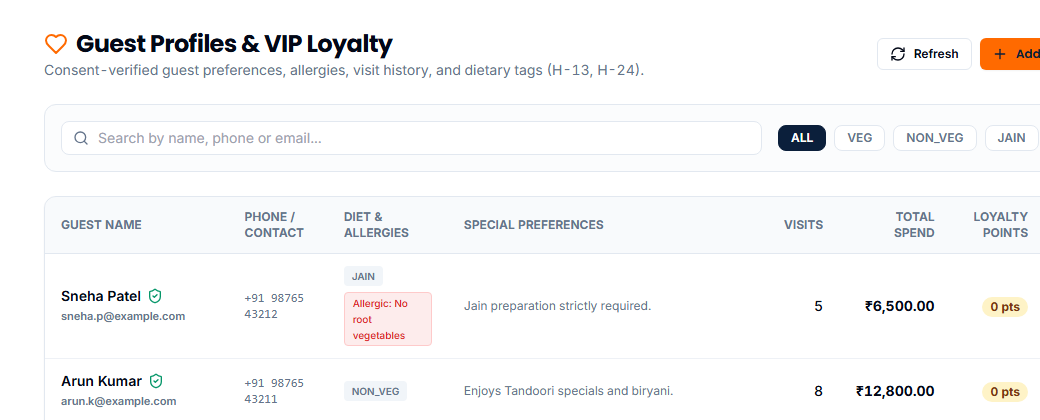 Guest Profiles & VIP Loyalty
Consent-verified guest preferences, allergies, visit history, and dietary tags (H-13, H-24).
Refresh
+ Add
Search by name, phone or email...
ALL
VEG
NON_VEG
JAIN
GUEST NAME
PHONE /
CONTACT
DIET &
ALLERGIES
SPECIAL PREFERENCES
VISITS
TOTAL
SPEND
LOYALTY
POINTS
Sneha Patel
sneha.p@example.com
+91 98765
43212
JAIN
Allergic: No
root
vegetables
Jain preparation strictly required.
5
₹6,500.00
0 pts
Arun Kumar
arun.k@example.com
+91 98765
43211
NON_VEG
Enjoys Tandoori specials and biryani.
8
₹12,800.00
0 pts